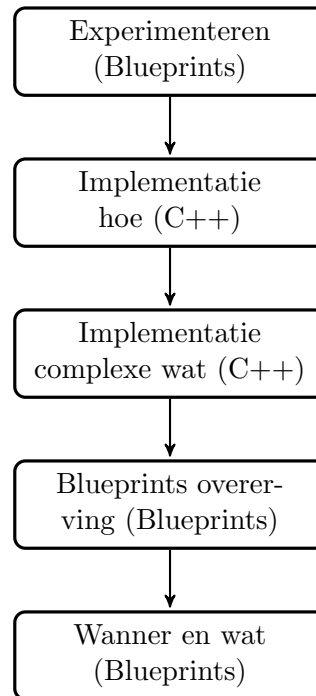 Experimenteren
(Blueprints)
Implementatie
hoe (C++)
Implementatie
complexe wat (C++)
Blueprints overer-
ving (Blueprints)
Wanner en wat
(Blueprints)